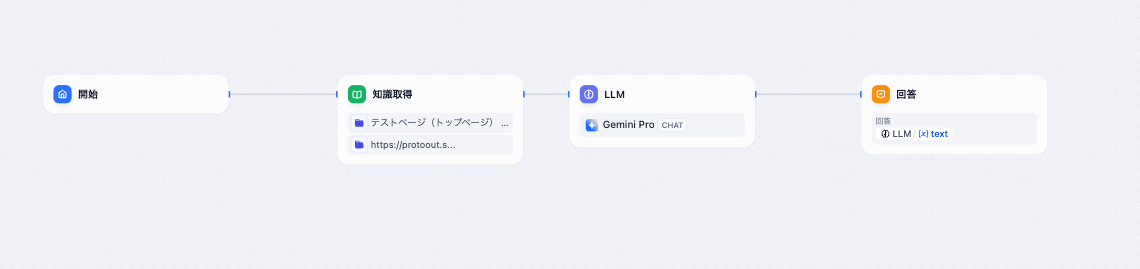 開始
知識取得
テストページ（トップページ） ...
https://protoout.s...
LLM
Gemini Pro CHAT
回答
回答
LLM / {x} text